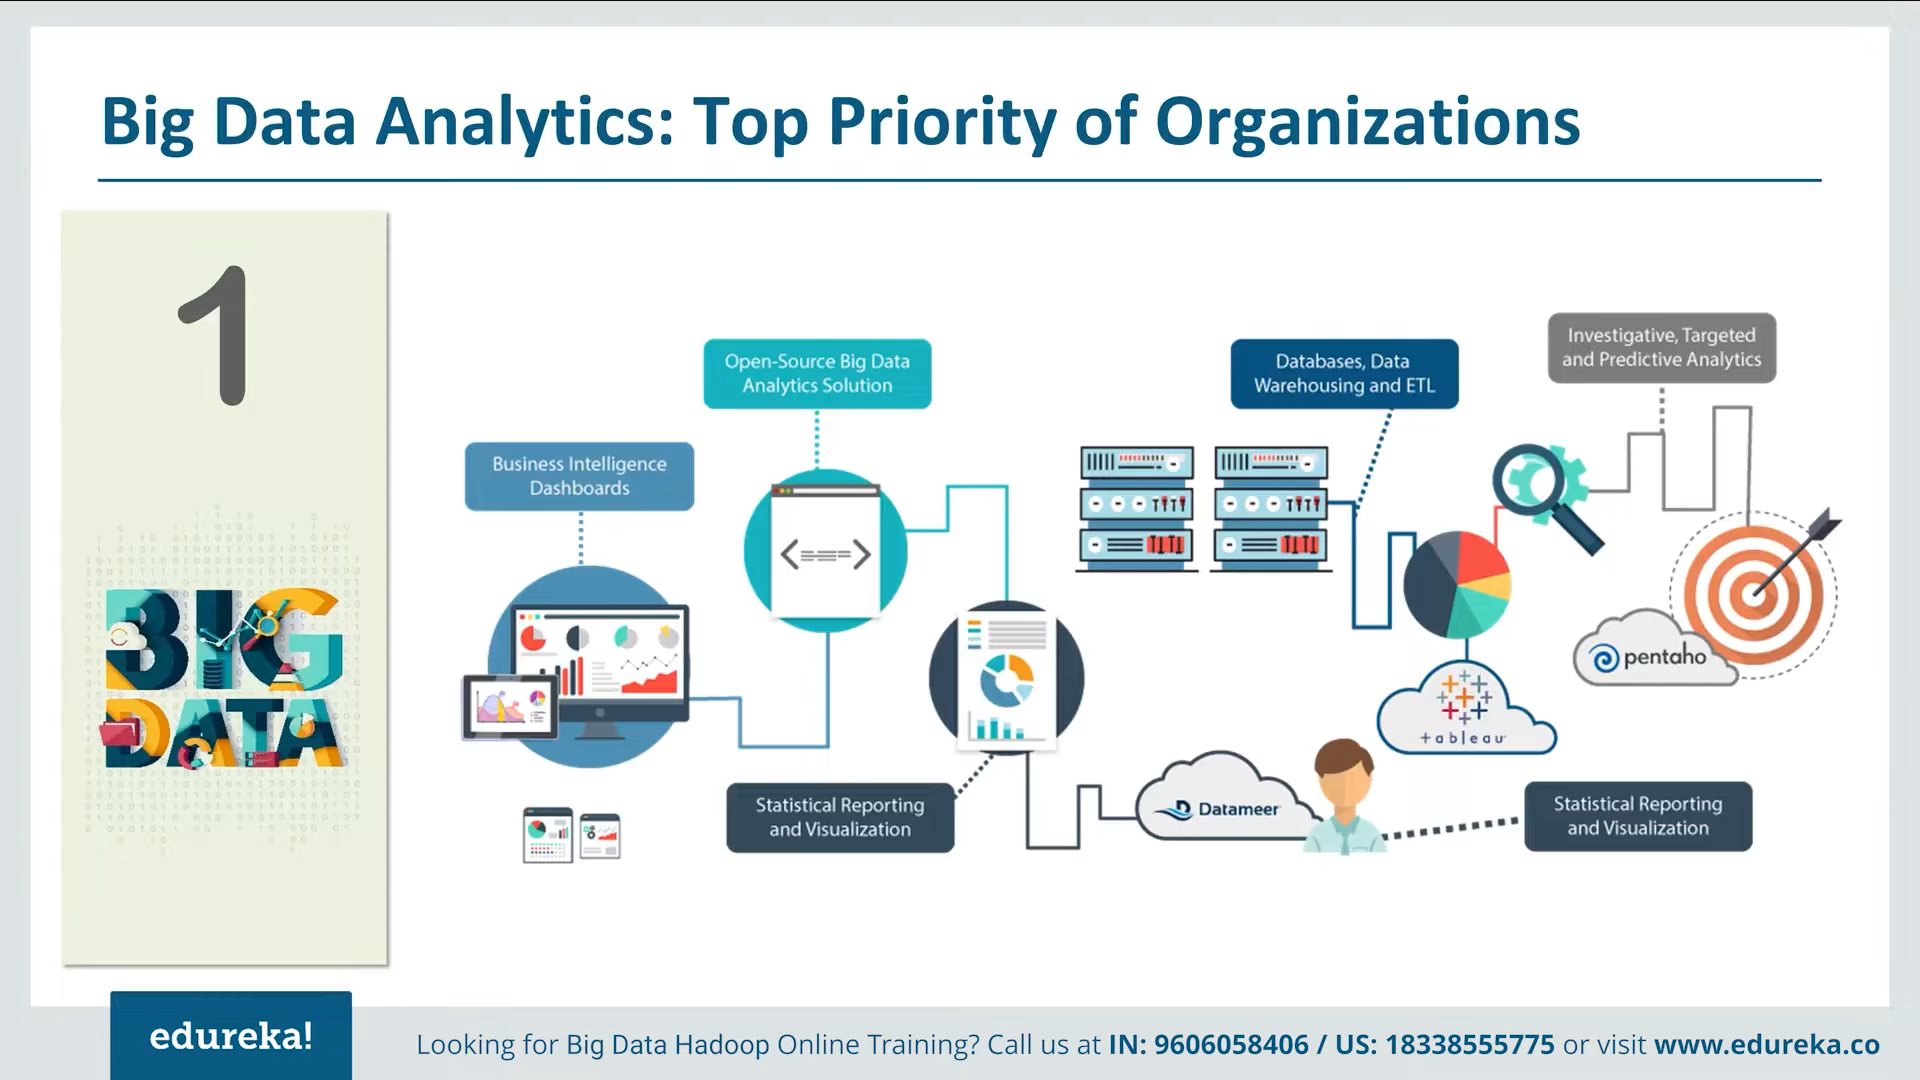 Big Data Analytics: Top Priority of Organizations
1
BIG
DATA
Business Intelligence
Dashboards
Open-Source Big Data
Analytics Solution
Statistical Reporting
and Visualization
Databases, Data
Warehousing and ETL
Investigative, Targeted
and Predictive Analytics
Datameer
+ableau
pentaho
Statistical Reporting
and Visualization
edureka!
Looking for Big Data Hadoop Online Training? Call us at IN: 9606058406 / US: 18338555775 or visit www.edureka.co